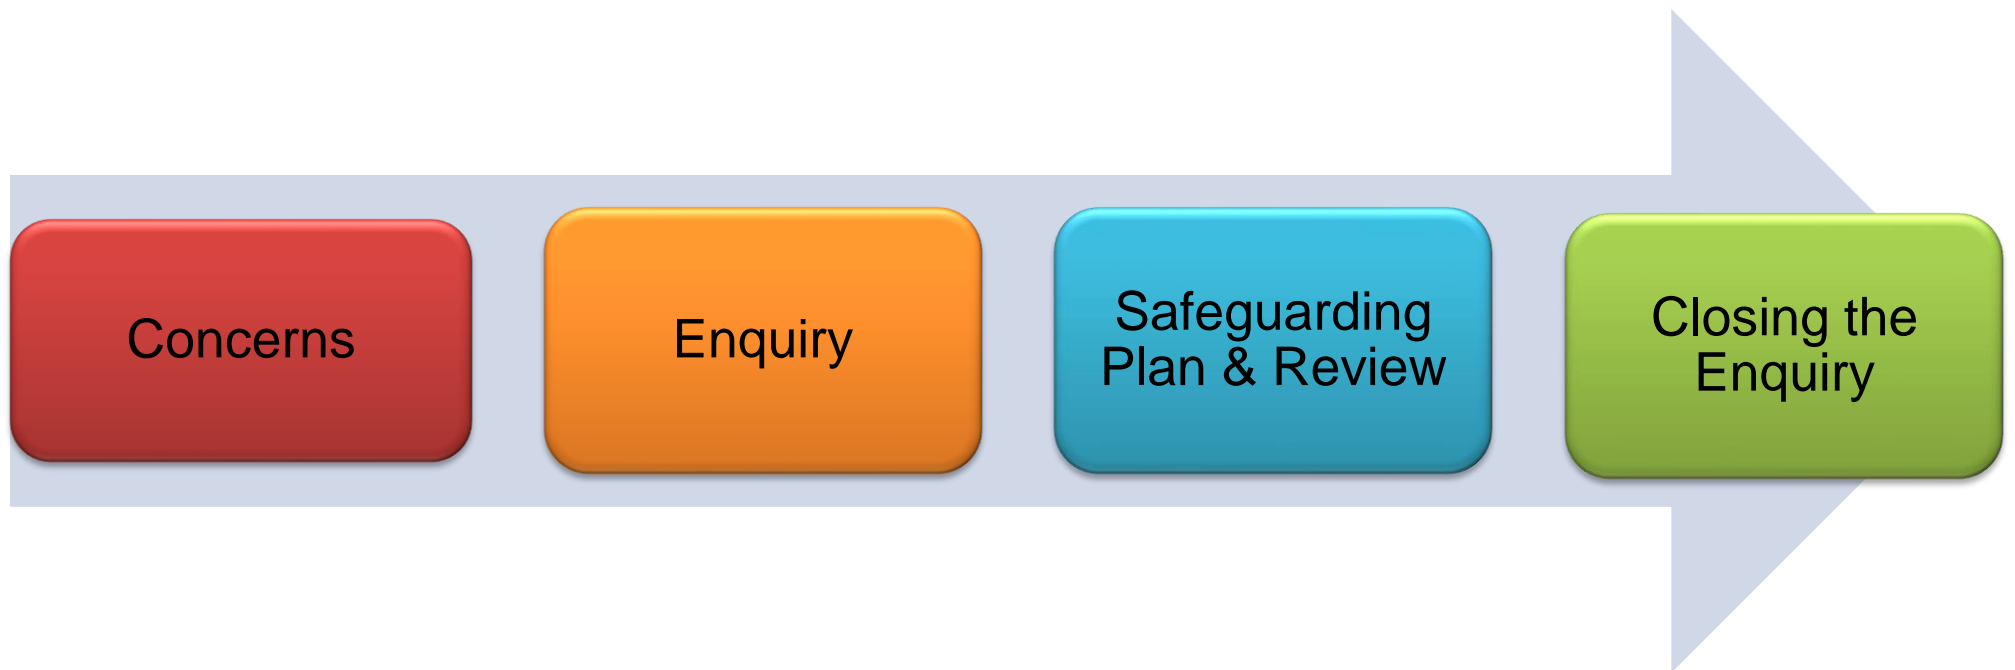 Concerns
Enquiry
Safeguarding
Plan & Review
Closing the
Enquiry